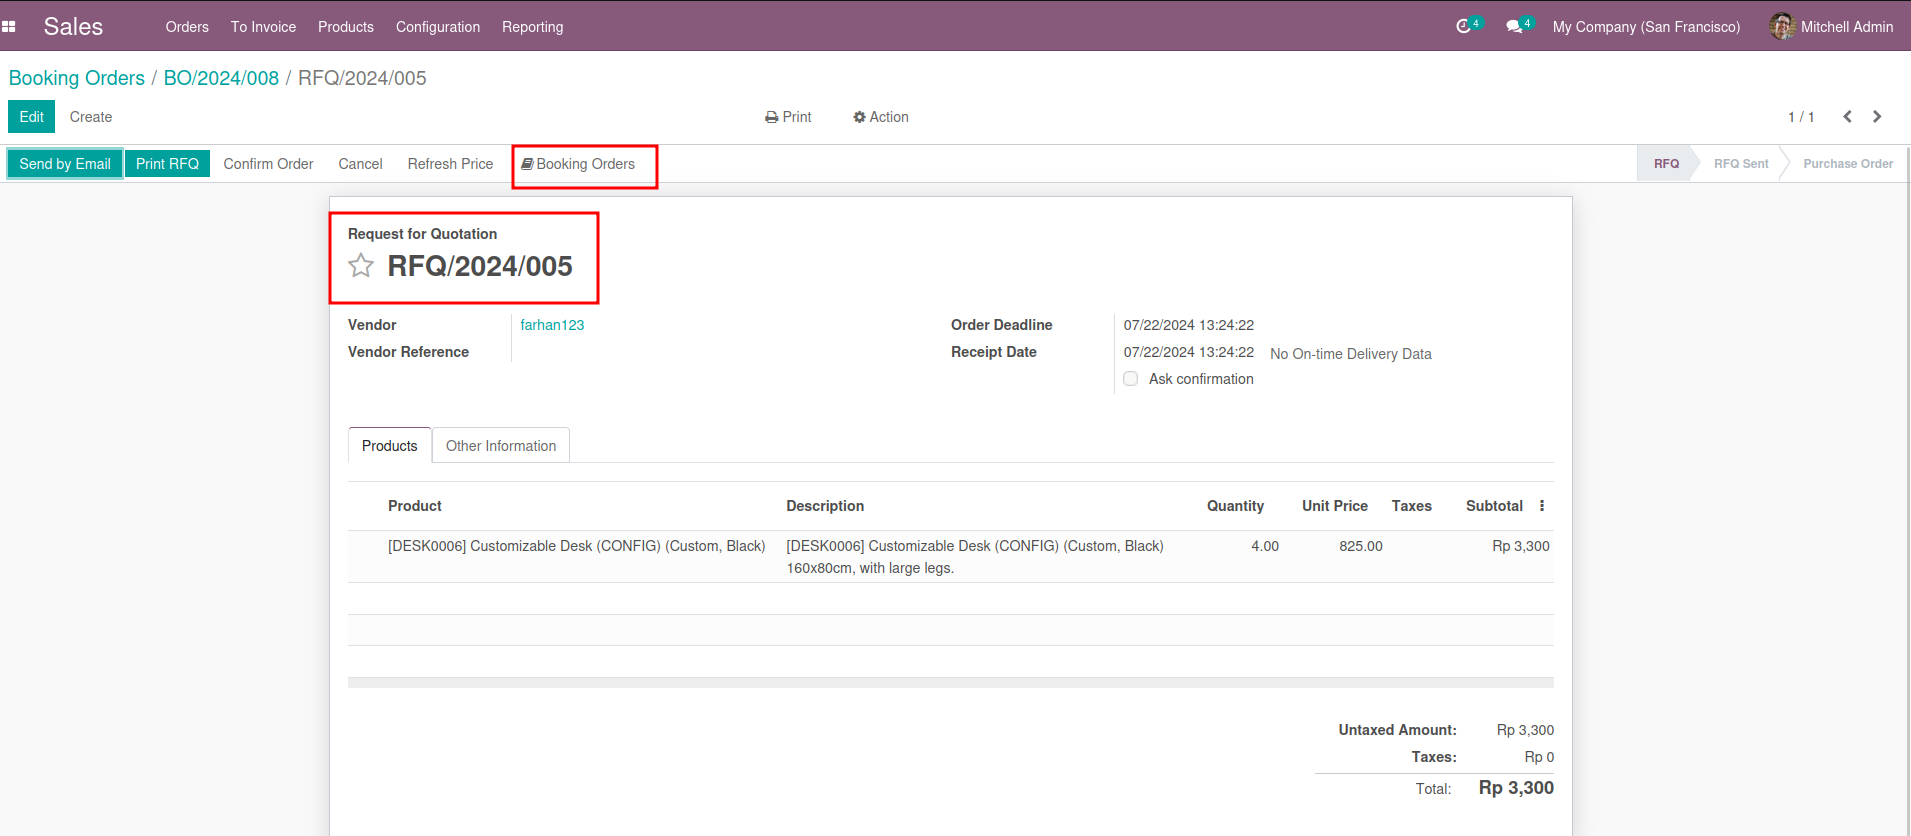 Sales Orders To Invoice Products Configuration Reporting 4 4 My Company (San Francisco) Mitchell Admin
Booking Orders / BO/2024/008 / RFQ/2024/005
Edit Create Print Action 1 / 1
Send by Email Print RFQ Confirm Order Cancel Refresh Price Booking Orders RFQ RFQ Sent Purchase Order
Request for Quotation
RFQ/2024/005
Vendor farhan123 Order Deadline 07/22/2024 13:24:22
Vendor Reference Receipt Date 07/22/2024 13:24:22 No On-time Delivery Data
Ask confirmation
Products Other Information
Product Description Quantity Unit Price Taxes Subtotal
[DESK0006] Customizable Desk (CONFIG) (Custom, Black) [DESK0006] Customizable Desk (CONFIG) (Custom, Black) 4.00 825.00 Rp 3,300
160x80cm, with large legs.
Untaxed Amount: Rp 3,300
Taxes: Rp 0
Total: Rp 3,300